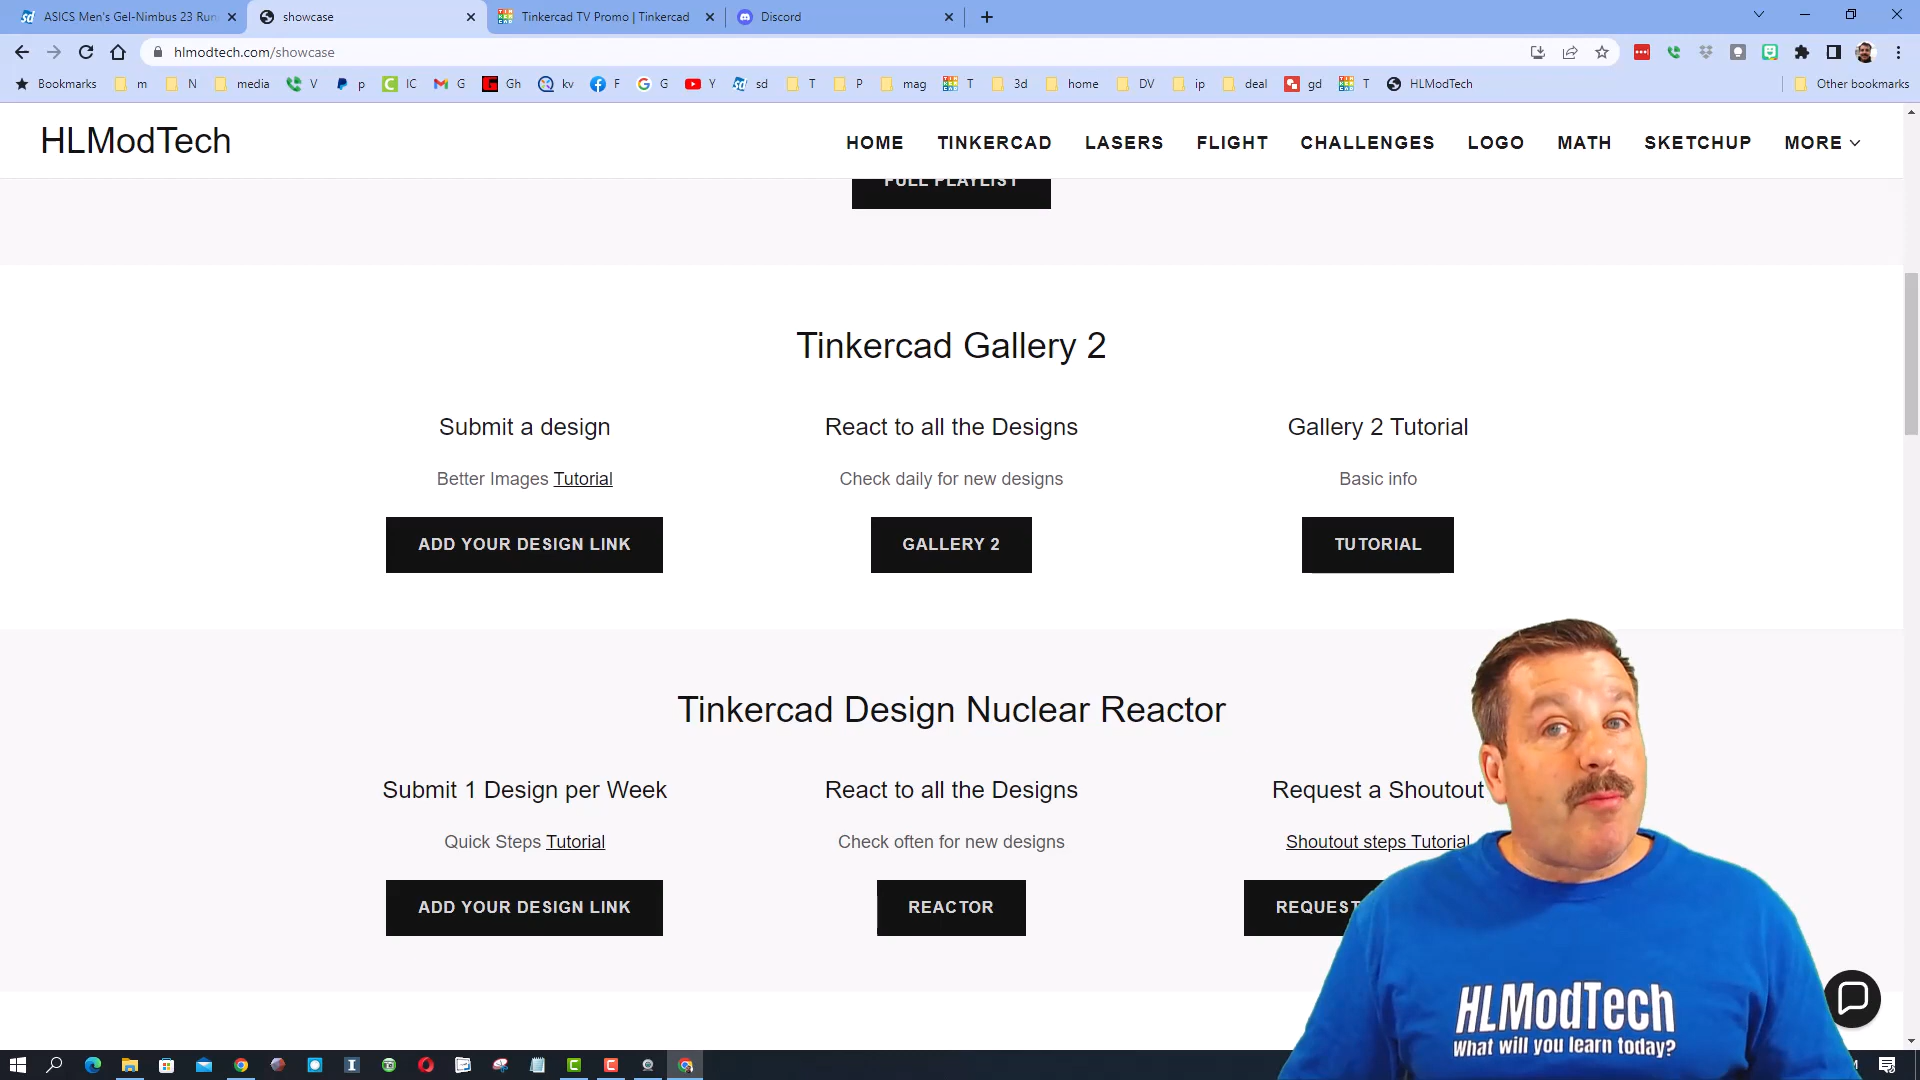 ASICS Men's Gel-Nimbus 23 Run
showcase
Tinkercad TV Promo | Tinkercad
Discord
hlmodtech.com/showcase
Bookmarks m N media V p IC G Gh kv F G Y sd T P mag T 3d home DV ip deal gd T HLModTech Other bookmarks
HLModTech
HOME TINKERCAD LASERS FLIGHT CHALLENGES LOGO MATH SKETCHUP MORE
FULL PLAYLIST
Tinkercad Gallery 2
Submit a design
Better Images Tutorial
ADD YOUR DESIGN LINK
React to all the Designs
Check daily for new designs
GALLERY 2
Gallery 2 Tutorial
Basic info
TUTORIAL
Tinkercad Design Nuclear Reactor
Submit 1 Design per Week
Quick Steps Tutorial
ADD YOUR DESIGN LINK
React to all the Designs
Check often for new designs
REACTOR
Request a Shoutout
Shoutout steps Tutorial
REQUEST
HLModTech
What will you learn today?